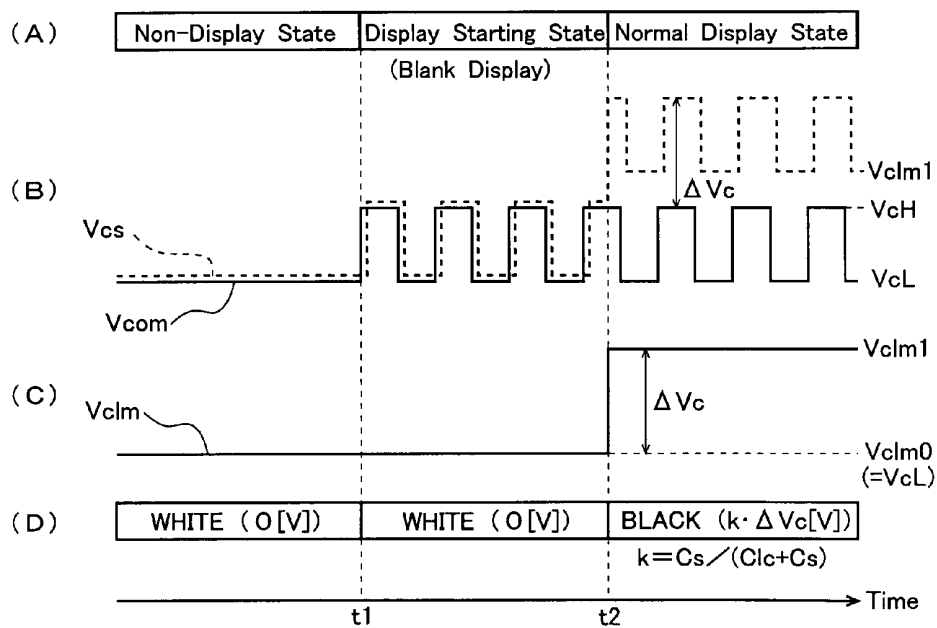 (A) Non-Display State Display Starting State Normal Display State
(Blank Display)
Vclm1
ΔVc
(B)
VcH
Vcs
VcL
Vcom
Vclm1
(C)
ΔVc
Vclm
Vclm0
(=VcL)
(D) WHITE (0[V]) WHITE (0[V]) BLACK (k·ΔVc[V])
k=Cs/(Clc+Cs)
Time
t1 t2